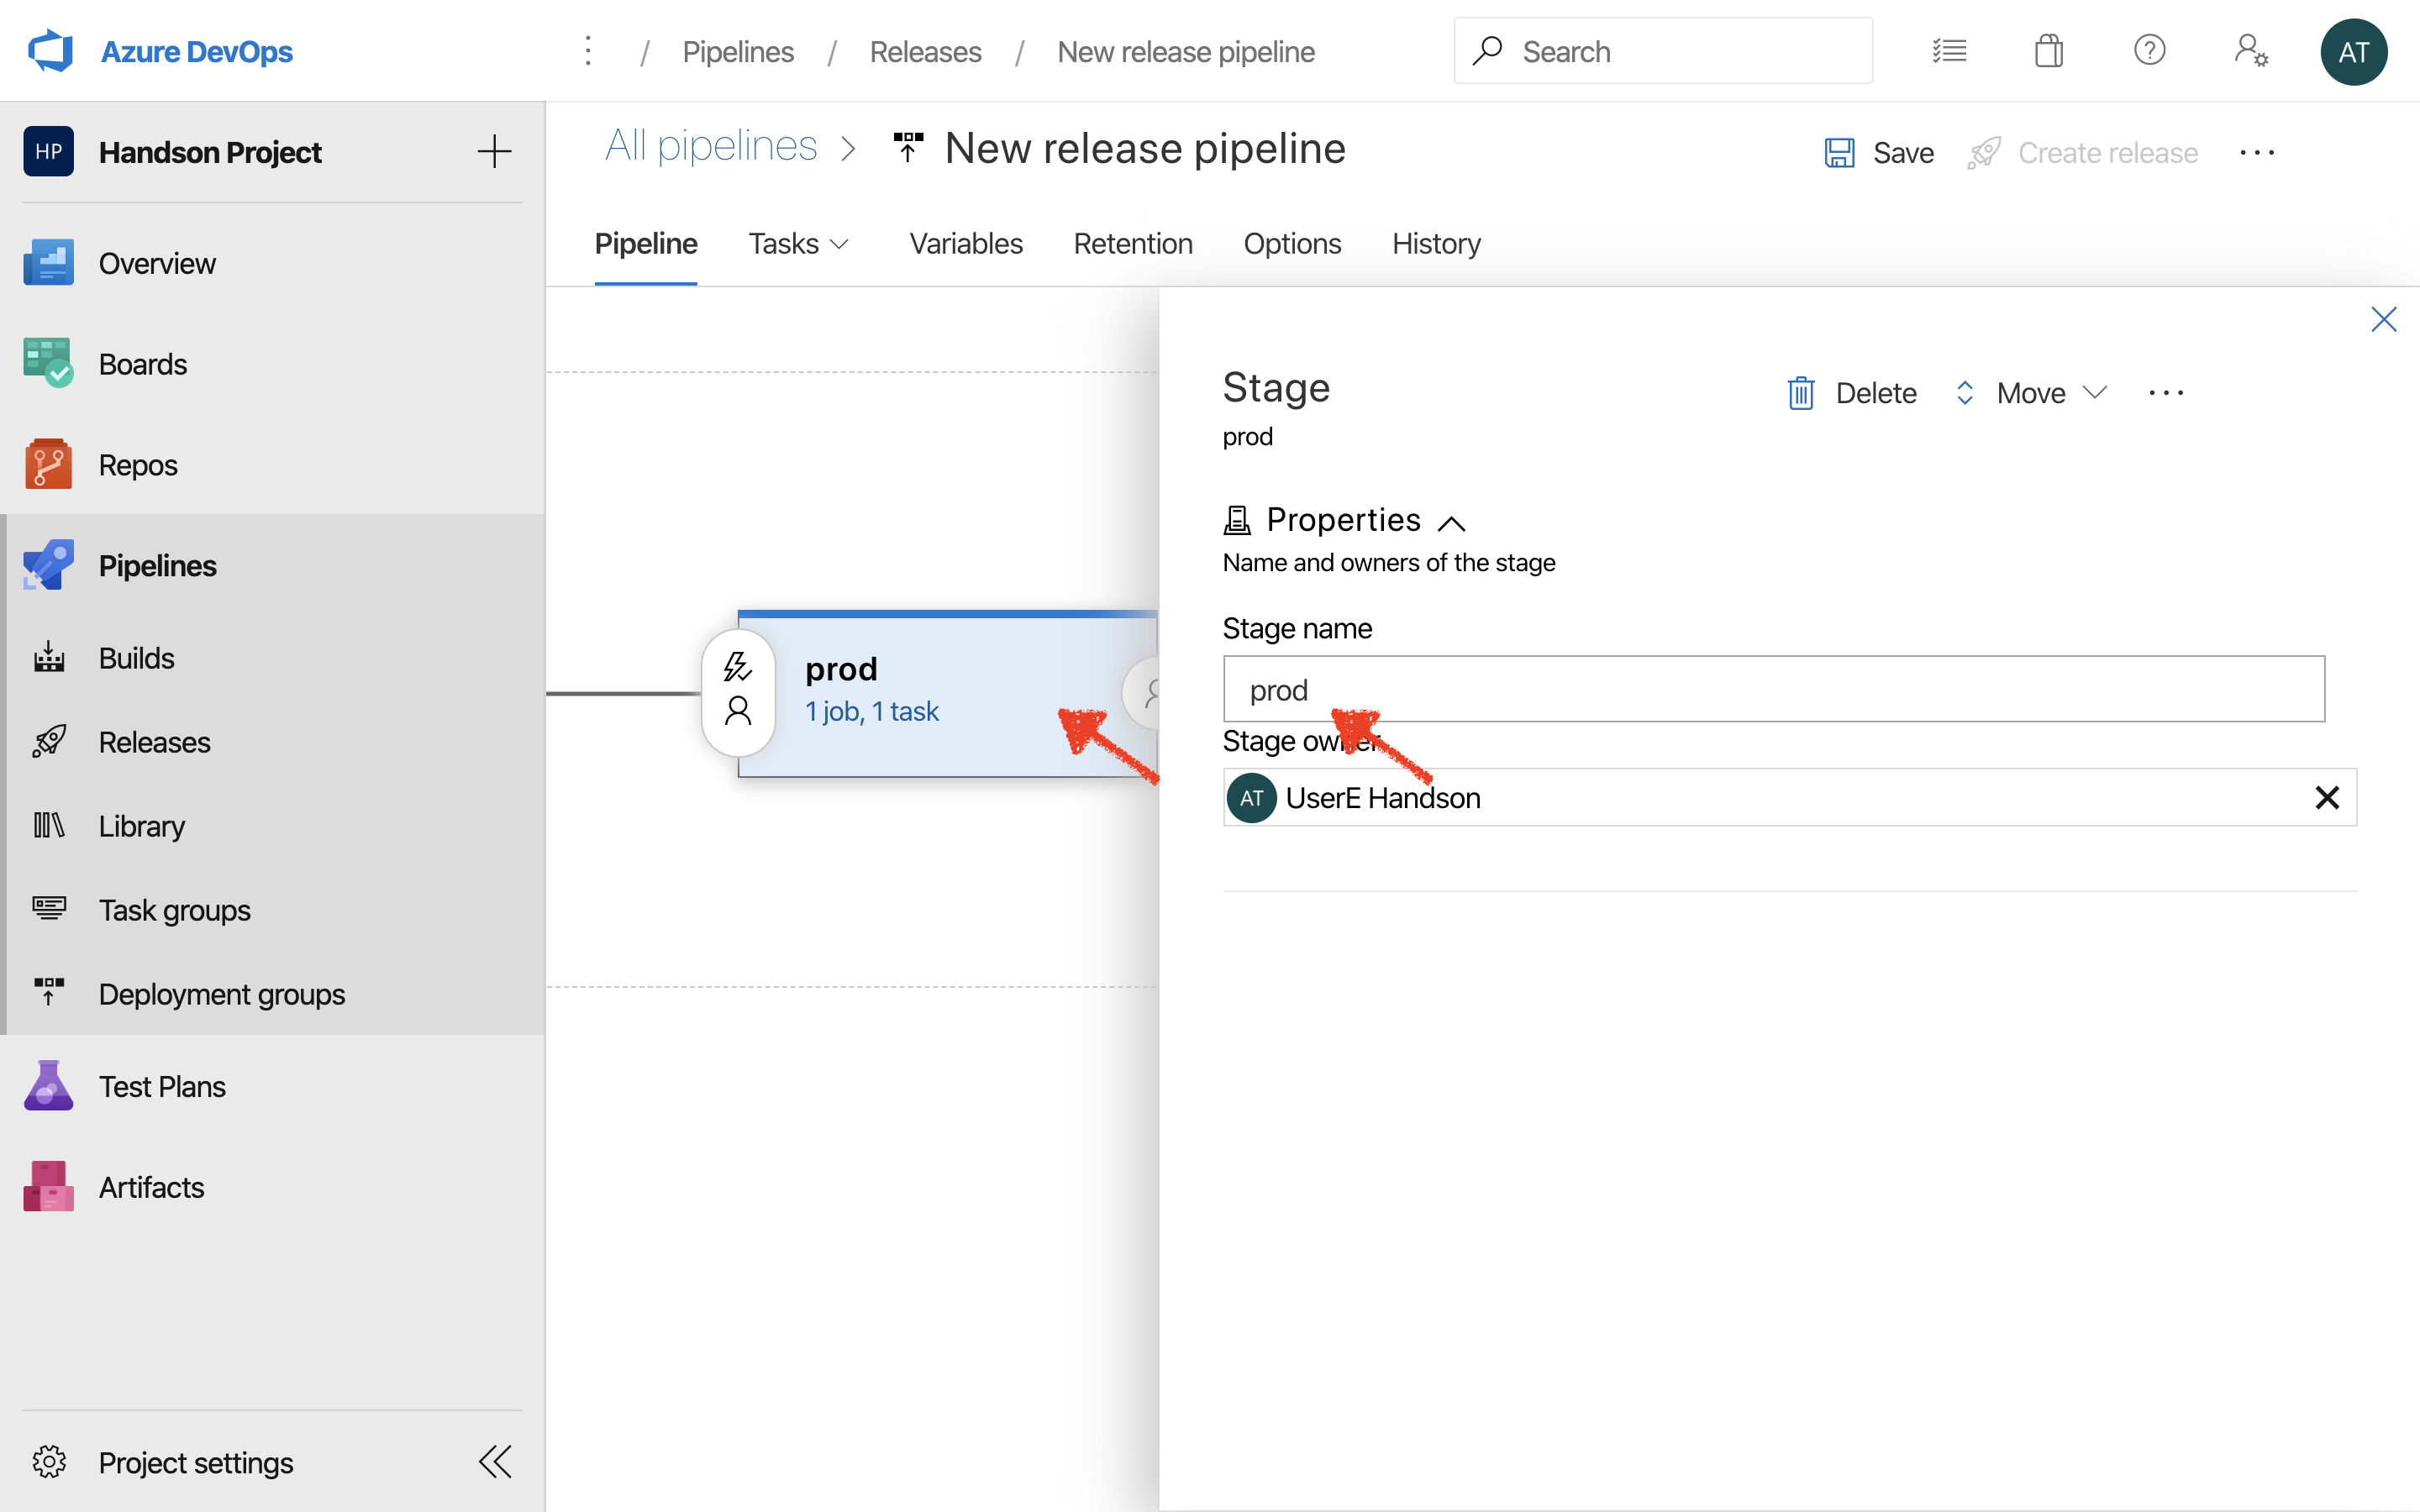 Azure DevOps
/ Pipelines / Releases / New release pipeline
Search
AT
HP Handson Project
All pipelines > New release pipeline
Save Create release ...
Overview
Pipeline Tasks Variables Retention Options History
Boards
Stage
Delete Move ...
prod
Repos
Properties
Name and owners of the stage
Pipelines
Stage name
Builds
prod
1 job, 1 task
prod
Releases
Stage owner
AT UserE Handson
Library
Task groups
Deployment groups
Test Plans
Artifacts
Project settings